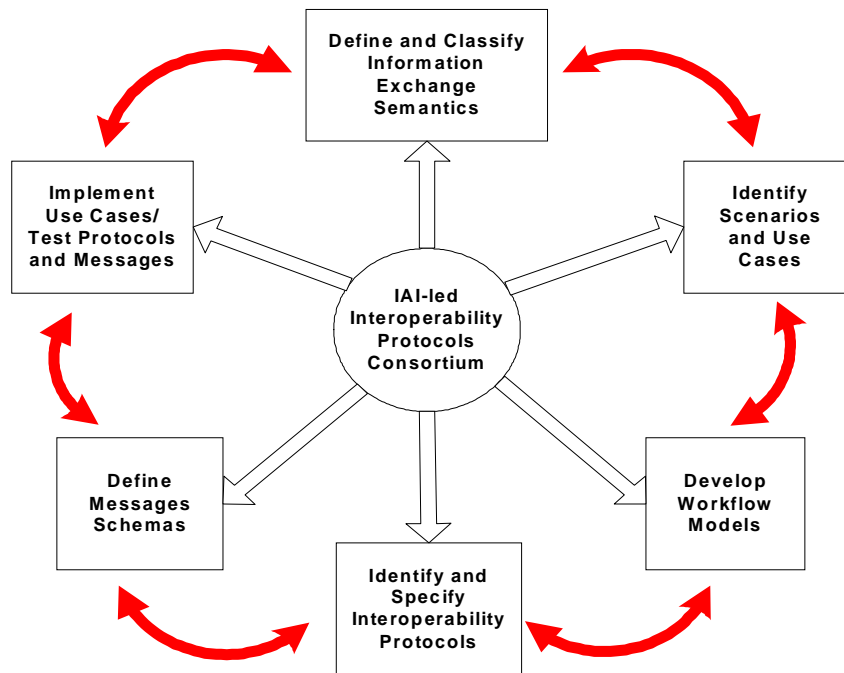 Define and Classify
Information
Exchange
Semantics
Implement
Use Cases/
Test Protocols
and Messages
Identify
Scenarios
and Use
Cases
IAI-led
Interoperability
Protocols
Consortium
Define
Messages
Schemas
Develop
Workflow
Models
Identify and
Specify
Interoperability
Protocols